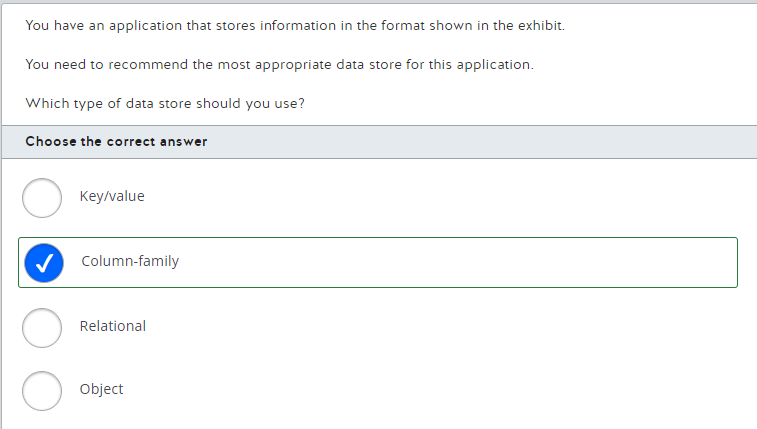 You have an application that stores information in the format shown in the exhibit.
You need to recommend the most appropriate data store for this application.
Which type of data store should you use?
Choose the correct answer
Key/value
Column-family
Relational
Object